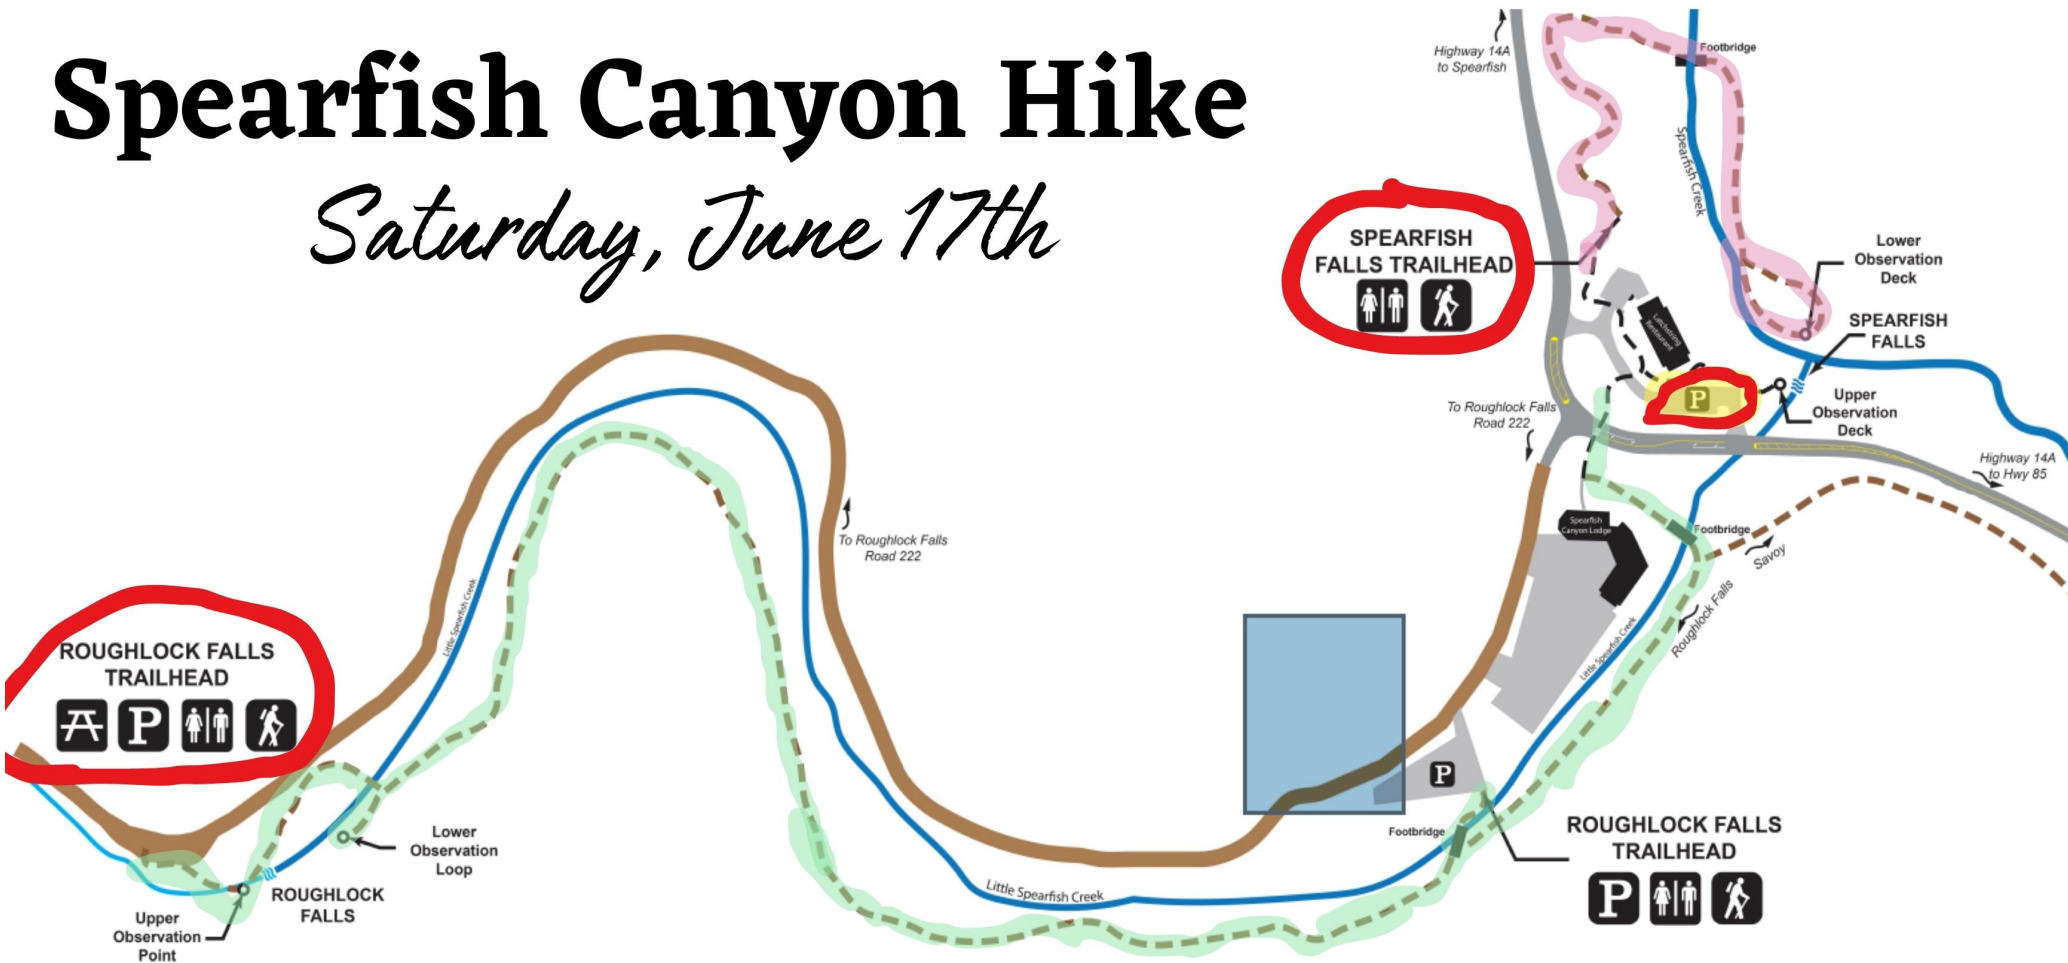 Spearfish Canyon Hike
Saturday, June 17th
Highway 14A
to Spearfish
Footbridge
Spearfish Creek
SPEARFISH
FALLS TRAILHEAD
Lower
Observation
Deck
SPEARFISH
FALLS
Latchstring
Restaurant
P
Upper
Observation
Deck
To Roughlock Falls
Road 222
Highway 14A
to Hwy 85
Spearfish
Canyon Lodge
Footbridge
Savoy
Roughlock Falls
Little Spearfish Creek
To Roughlock Falls
Road 222
Little Spearfish Creek
ROUGHLOCK FALLS
TRAILHEAD
P
P
Footbridge
ROUGHLOCK FALLS
TRAILHEAD
P
Lower
Observation
Loop
ROUGHLOCK
FALLS
Little Spearfish Creek
Upper
Observation
Point